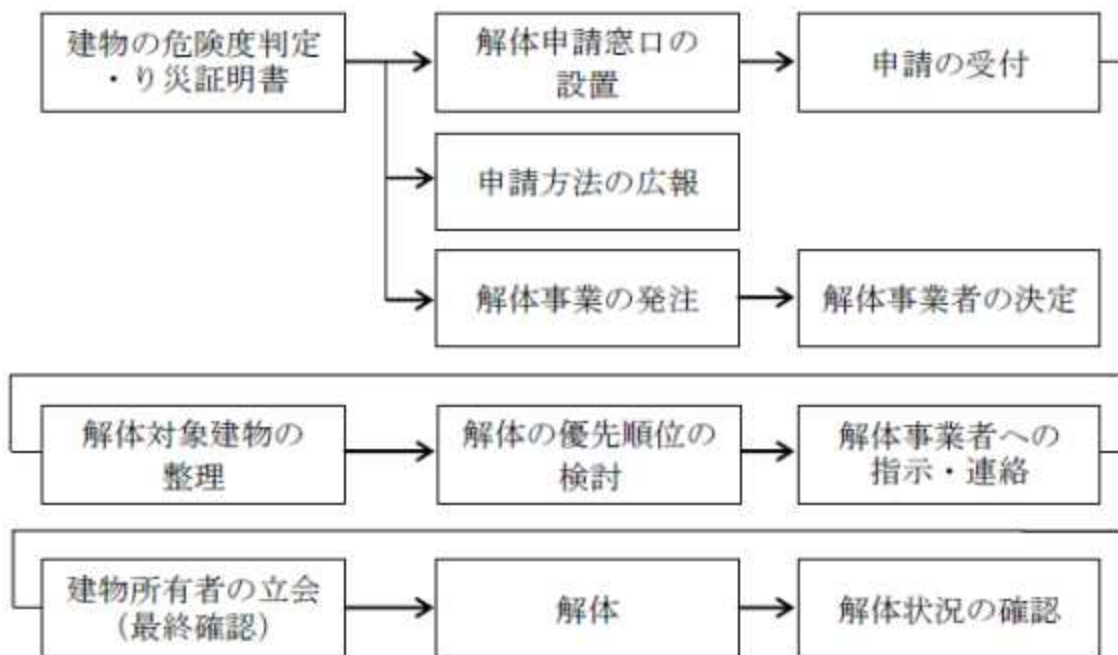 建物の危険度判定
・り災証明書
解体申請窓口の
設置
申請の受付
申請方法の広報
解体事業の発注
解体事業者の決定
解体対象建物の
整理
解体の優先順位の
検討
解体事業者への
指示・連絡
建物所有者の立会
（最終確認）
解体
解体状況の確認